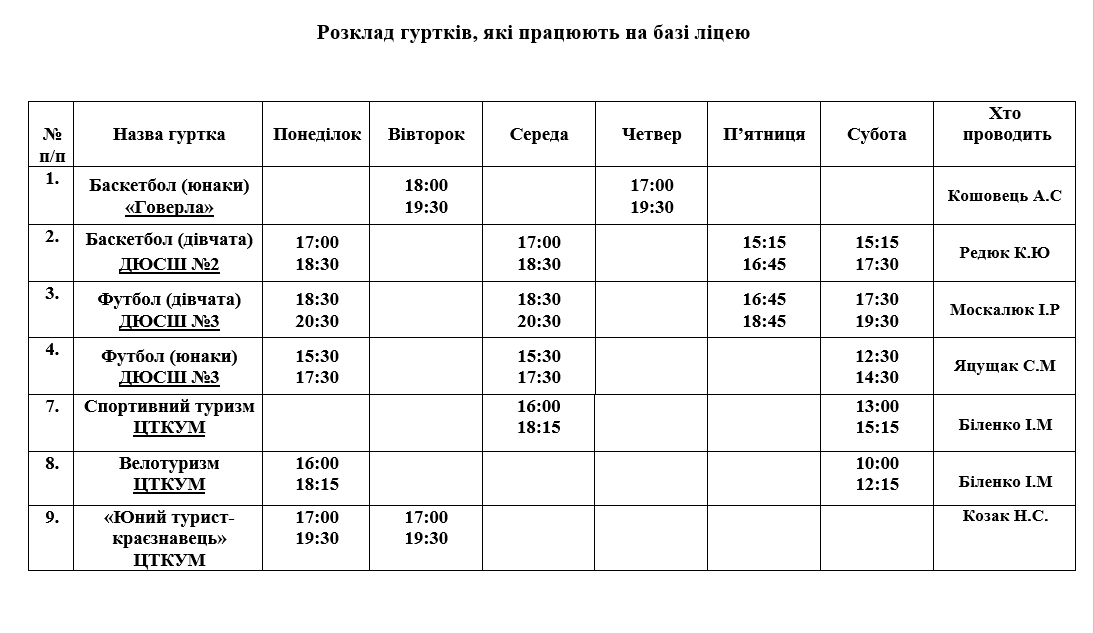 Розклад гуртків, які працюють на базі ліцею
№ п/п Назва гуртка Понеділок Вівторок Середа Четвер П’ятниця Субота Хто проводить
1. Баскетбол (юнаки) 18:00 17:00 Кошовець А.С
«Говерла» 19:30 19:30
2. Баскетбол (дівчата) 17:00 17:00 15:15 15:15 Редюк К.Ю
ДЮСШ №2 18:30 18:30 16:45 17:30
3. Футбол (дівчата) 18:30 18:30 16:45 17:30 Москалюк І.Р
ДЮСШ №3 20:30 20:30 18:45 19:30
4. Футбол (юнаки) 15:30 15:30 12:30 Яцущак С.М
ДЮСШ №3 17:30 17:30 14:30
7. Спортивний туризм 16:00 13:00 Біленко І.М
ЦТКУМ 18:15 15:15
8. Велотуризм 16:00 10:00 Біленко І.М
ЦТКУМ 18:15 12:15
9. «Юний турист- 17:00 17:00 Козак Н.С.
краєзнавець» 19:30 19:30
ЦТКУМ